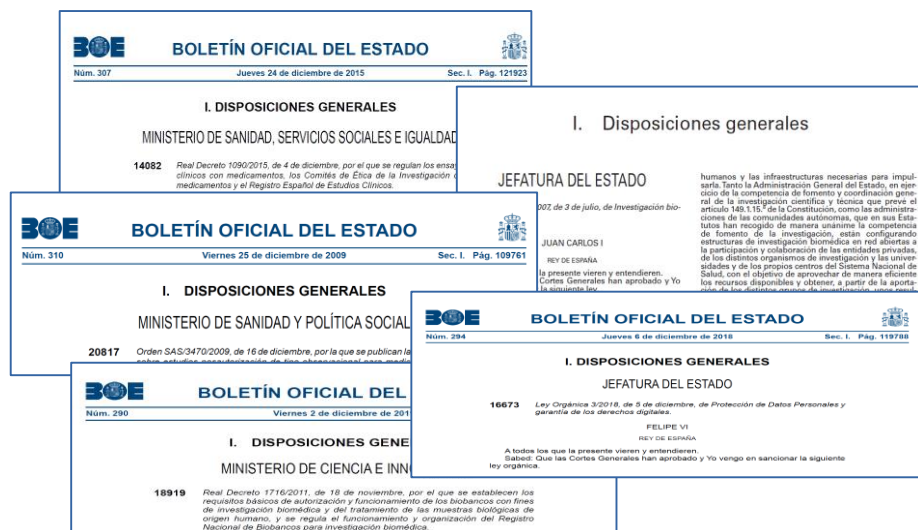 BOE
BOLETÍN OFICIAL DEL ESTADO
Núm. 307 Jueves 24 de diciembre de 2015 Sec. I. Pág. 121923
I. DISPOSICIONES GENERALES
MINISTERIO DE SANIDAD, SERVICIOS SOCIALES E IGUALDAD
14082 Real Decreto 1090/2015, de 4 de diciembre, por el que se regulan los
clínicos con medicamentos, los Comités de Ética de la Investigación
medicamentos y el Registro Español de Estudios Clínicos.
I. Disposiciones generales
JEFATURA DEL ESTADO
007, de 3 de julio, de Investigación bio-
JUAN CARLOS I
REY DE ESPAÑA
la presente vieren y entendieren.
Cortes Generales han aprobado y Yo
la siguiente ley.
humanos y las infraestructuras necesarias para impul-
sarla. Tanto la Administración General del Estado, en ejer-
cicio de la competencia de fomento y coordinación gene-
ral de la investigación científica y técnica que prevé el
artículo 149.1.15.ª de la Constitución, como las administra-
ciones de las comunidades autónomas, que en sus Esta-
tutos han recogido de manera unánime la competencia
de fomento de la investigación, están configurando
estructuras de investigación biomédica en red abiertas a
la participación y colaboración de las entidades privadas,
de los distintos organismos de investigación y las univer-
sidades y de los propios centros del Sistema Nacional de
Salud, con el objetivo de aprovechar de manera eficiente
los recursos disponibles y obtener, a partir de la aporta-
ción de los distintos grupos de investigación, unos resul-
BOE
BOLETÍN OFICIAL DEL ESTADO
Núm. 310 Viernes 25 de diciembre de 2009 Sec. I. Pág. 109761
I. DISPOSICIONES GENERALES
MINISTERIO DE SANIDAD Y POLÍTICA SOCIAL
20817 Orden SAS/3470/2009, de 16 de diciembre, por la que se publican la
sobre estudios posautorización de tipo observacional para
BOE
BOLETÍN OFICIAL DEL ESTADO
Núm. 294 Jueves 6 de diciembre de 2018 Sec. I. Pág. 119788
I. DISPOSICIONES GENERALES
JEFATURA DEL ESTADO
16673 Ley Orgánica 3/2018, de 5 de diciembre, de Protección de Datos Personales y
garantía de los derechos digitales.
FELIPE VI
REY DE ESPAÑA
A todos los que la presente vieren y entendieren.
Sabed: Que las Cortes Generales han aprobado y Yo vengo en sancionar la siguiente
ley orgánica.
BOE
BOLETÍN OFICIAL DEL
Núm. 290 Viernes 2 de diciembre de 201
I. DISPOSICIONES GENE
MINISTERIO DE CIENCIA E INN
18919 Real Decreto 1716/2011, de 18 de noviembre, por el que se establecen los
requisitos básicos de autorización y funcionamiento de los biobancos con fines
de investigación biomédica y del tratamiento de las muestras biológicas de
origen humano, y se regula el funcionamiento y organización del Registro
Nacional de Biobancos para investigación biomédica.